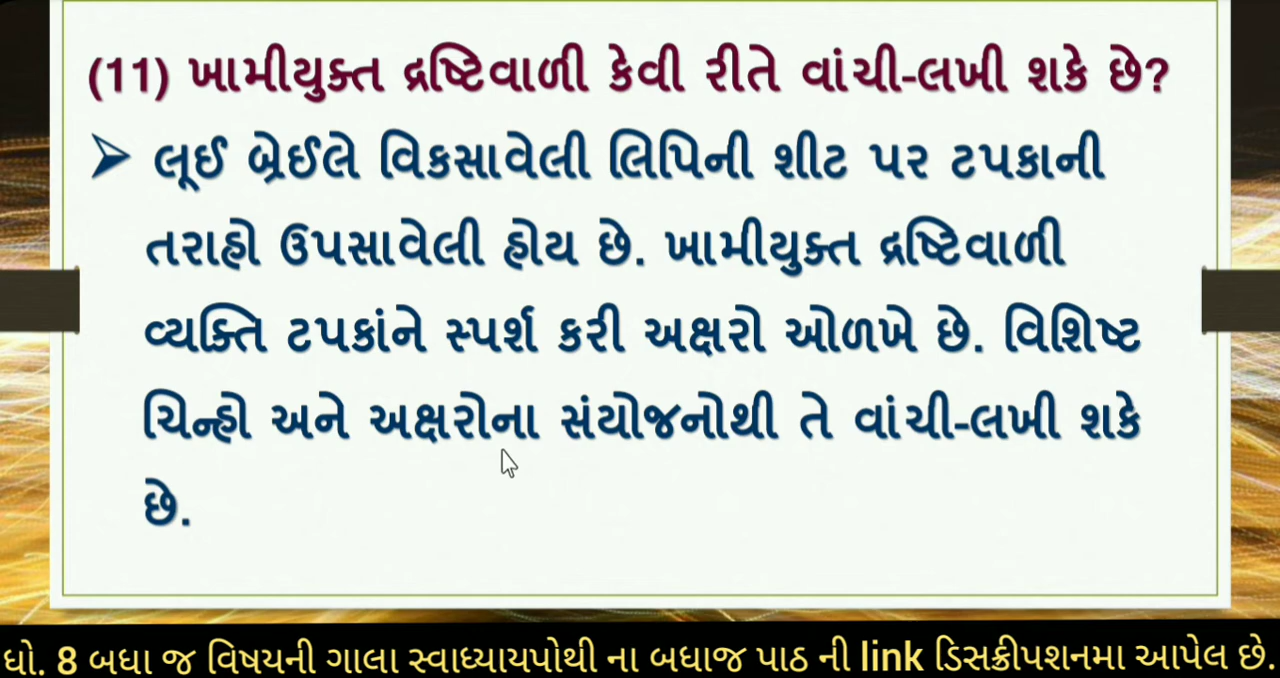 (11) ખામીયુક્ત દ્રષ્ટિવાળી કેવી રીતે વાંચી-લખી શકે છે?
➢ લૂઈ બ્રેઈલે વિકસાવેલી લિપિની શીટ પર ટપકાની
તરાહો ઉપસાવેલી હોય છે. ખામીયુક્ત દ્રષ્ટિવાળી
વ્યક્તિ ટપકાંને સ્પર્શ કરી અક્ષરો ઓળખે છે. વિશિષ્ટ
ચિન્હો અને અક્ષરોના સંયોજનોથી તે વાંચી-લખી શકે
છે.
ધો. 8 બધા જ વિષયની ગાલા સ્વાધ્યાયપોથી ના બધાજ પાઠ ની link ડિસક્રીપશનમા આપેલ છે.